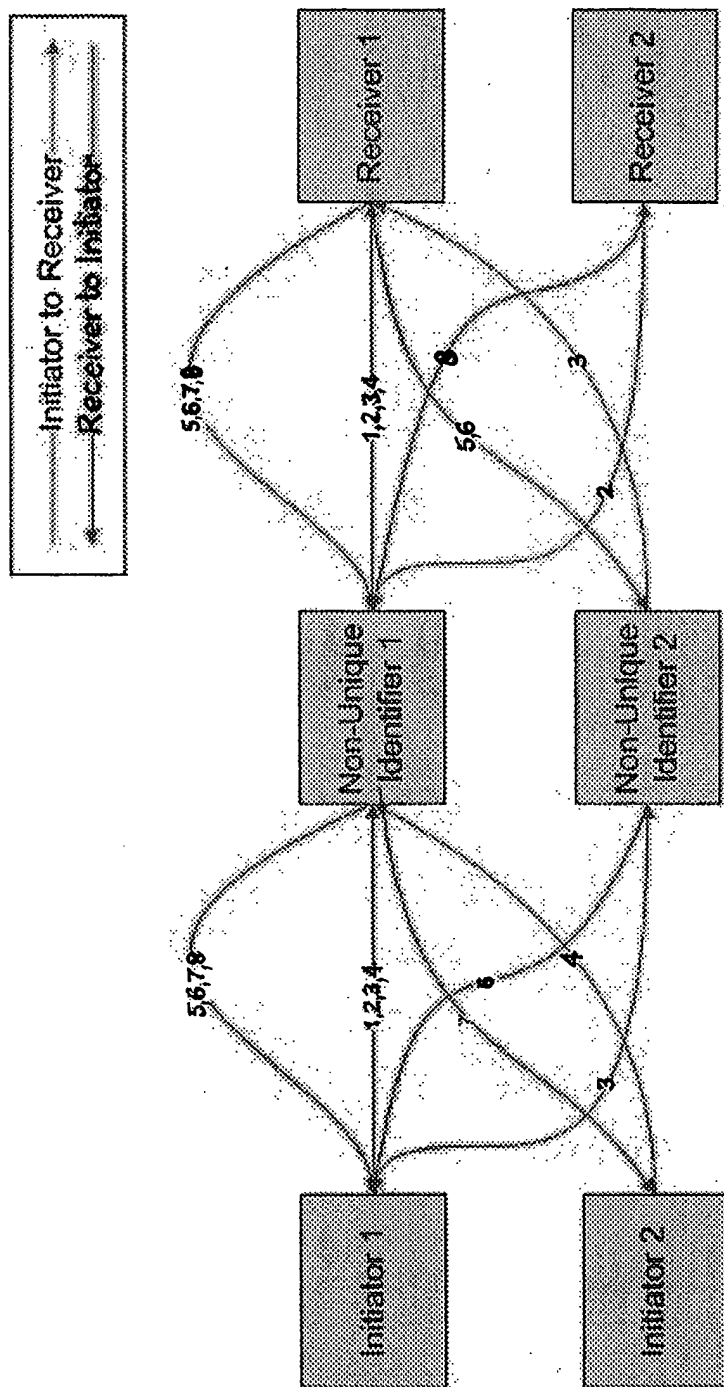 Initiator to Receiver
Receiver to Initiator
5,6,7,8
5,6,7,8
Initiator 1
1,2,3,4
Non-Unique
Identifier 1
1,2,3,4
Receiver 1
8
5,6
4
3
3
2
Initiator 2
Non-Unique
Identifier 2
Receiver 2